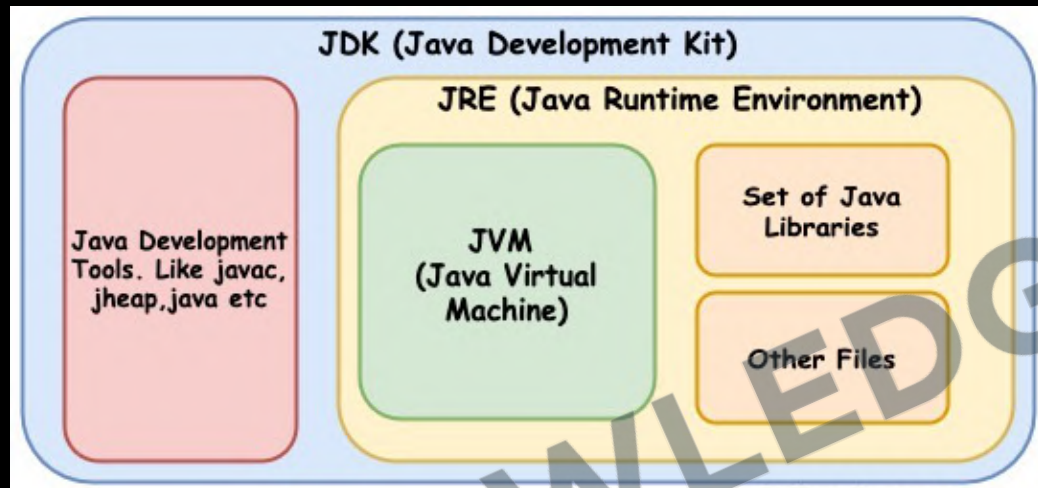 JDK (Java Development Kit)
JRE (Java Runtime Environment)
Java Development
Tools. Like javac,
jheap,java etc
JVM
(Java Virtual
Machine)
Set of Java
Libraries
Other Files